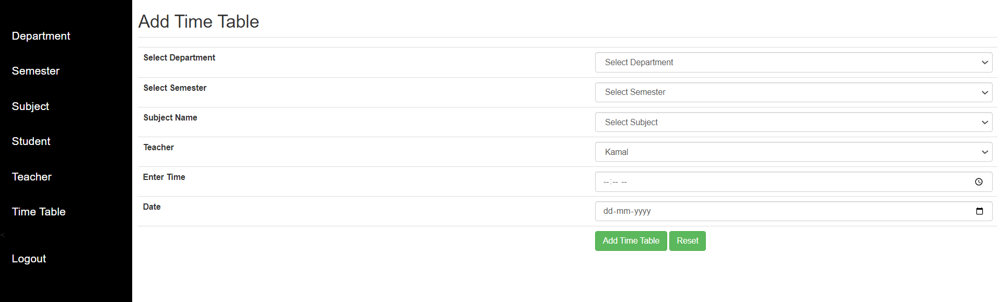 Department
Semester
Subject
Student
Teacher
Time Table
<
Logout
Add Time Table
Select Department
Select Department
Select Semester
Select Semester
Subject Name
Select Subject
Teacher
Kamal
Enter Time
--:-- --
Date
dd-mm-yyyy
Add Time Table Reset